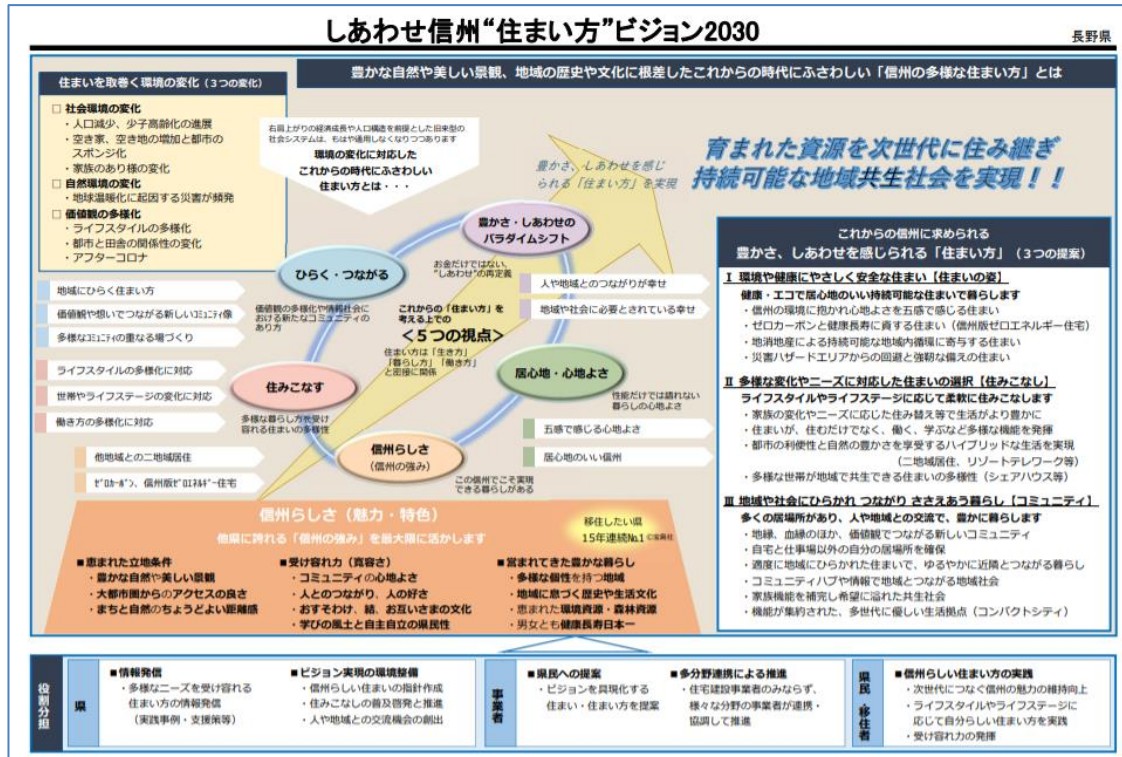 しあわせ信州“住まい方”ビジョン2030
長野県
豊かな自然や美しい景観、地域の歴史や文化に根差したこれからの時代にふさわしい「信州の多様な住まい方」とは
住まいを取巻く環境の変化（３つの変化）
□ 社会環境の変化
・人口減少、少子高齢化の進展
・空き家、空き地の増加と都市の
スポンジ化
・家族のあり様の変化
□ 自然環境の変化
・地球温暖化に起因する災害が頻発
□ 価値観の多様化
・ライフスタイルの多様化
・都市と田舎の関係性の変化
・アフターコロナ
右肩上がりの経済成長や人口構造を前提とした旧来型の
社会システムは、もはや通用しなくなりつつあります
環境の変化に対応した
これからの時代にふさわしい
住まい方とは・・・
豊かさ、しあわせを感じ
られる「住まい方」を実現
育まれた資源を次世代に住み継ぎ
持続可能な地域共生社会を実現！！
豊かさ・しあわせの
パラダイムシフト
お金だけではない、
“しあわせ”の再定義
人や地域とのつながりが幸せ
地域や社会に必要とされている幸せ
ひらく・つながる
地域にひらく住まい方
価値観や想いでつながる新しいｺﾐｭﾆﾃｨ像
多様なｺﾐｭﾆﾃｨの重なる場づくり
価値観の多様化や情報社会に
おける新たなコミュニティの
あり方
これからの「住まい方」を
考える上での
＜５つの視点＞
住まい方は「生き方」
「暮らし方」「働き方」
と密接に関係
住みこなす
ライフスタイルの多様化に対応
世帯やライフステージの変化に対応
働き方の多様化に対応
多様な暮らし方を受け
容れる住まいの多様性
居心地・心地よさ
性能だけでは語れない
暮らしの心地よさ
五感で感じる心地よさ
居心地のいい信州
信州らしさ
（信州の強み）
この信州でこそ実現
できる暮らしがある
他地域との二地域居住
ｾﾞﾛｶｰﾎﾞﾝ、信州版ｾﾞﾛｴﾈﾙｷﾞｰ住宅
信州らしさ（魅力・特色）
他県に誇れる「信州の強み」を最大限に活かします
移住したい県
15年連続№1 ©宝島社
■恵まれた立地条件
・豊かな自然や美しい景観
・大都市圏からのアクセスの良さ
・まちと自然のちょうどよい距離感
■受け容れ力（寛容さ）
・コミュニティの心地よさ
・人とのつながり、人の好さ
・おすそわけ、結、お互いさまの文化
・学びの風土と自主自立の県民性
■営まれてきた豊かな暮らし
・多様な個性を持つ地域
・地域に息づく歴史や生活文化
・恵まれた環境資源・森林資源
・男女とも健康長寿日本一
これからの信州に求められる
豊かさ、しあわせを感じられる「住まい方」（３つの提案）
Ⅰ 環境や健康にやさしく安全な住まい【住まいの姿】
健康・エコで居心地のいい持続可能な住まいで暮らします
・信州の環境に抱かれ心地よさを五感で感じる住まい
・ゼロカーボンと健康長寿に資する住まい（信州版ゼロエネルギー住宅）
・地消地産による持続可能な地域内循環に寄与する住まい
・災害ハザードエリアからの回避と強靭な備えの住まい
Ⅱ 多様な変化やニーズに対応した住まいの選択【住みこなし】
ライフスタイルやライフステージに応じて柔軟に住みこなします
・家族の変化やニーズに応じた住み替え等で生活がより豊かに
・住まいが、住むだけでなく、働く、学ぶなど多様な機能を発揮
・都市の利便性と自然の豊かさを享受するハイブリッドな生活を実現
（二地域居住、リゾートテレワーク等）
・多様な世帯が地域で共生できる住まいの多様性（シェアハウス等）
Ⅲ 地域や社会にひらかれ つながり ささえあう暮らし【コミュニティ】
多くの居場所があり、人や地域との交流で、豊かに暮らします
・地縁、血縁のほか、価値観でつながる新しいコミュニティ
・自宅と仕事場以外の自分の居場所を確保
・適度に地域にひらかれた住まいで、ゆるやかに近隣とつながる暮らし
・コミュニティハブや情報で地域とつながる地域社会
・家族機能を補完し希望に溢れた共生社会
・機能が集約された、多世代に優しい生活拠点（コンパクトシティ）
役割分担
県
■情報発信
・多様なニーズを受け容れる
住まい方の情報発信
（実践事例・支援策等）
■ビジョン実現の環境整備
・信州らしい住まいの指針作成
・住みこなしの普及啓発と推進
・人や地域との交流機会の創出
事業者
■県民への提案
・ビジョンを具現化する
住まい・住まい方を提案
■多分野連携による推進
・住宅建設事業者のみならず、
様々な分野の事業者が連携・
協調して推進
県民・移住者
■信州らしい住まい方の実践
・次世代につなぐ信州の魅力の維持向上
・ライフスタイルやライフステージに
応じて自分らしい住まい方を実践
・受け容れ力の発揮